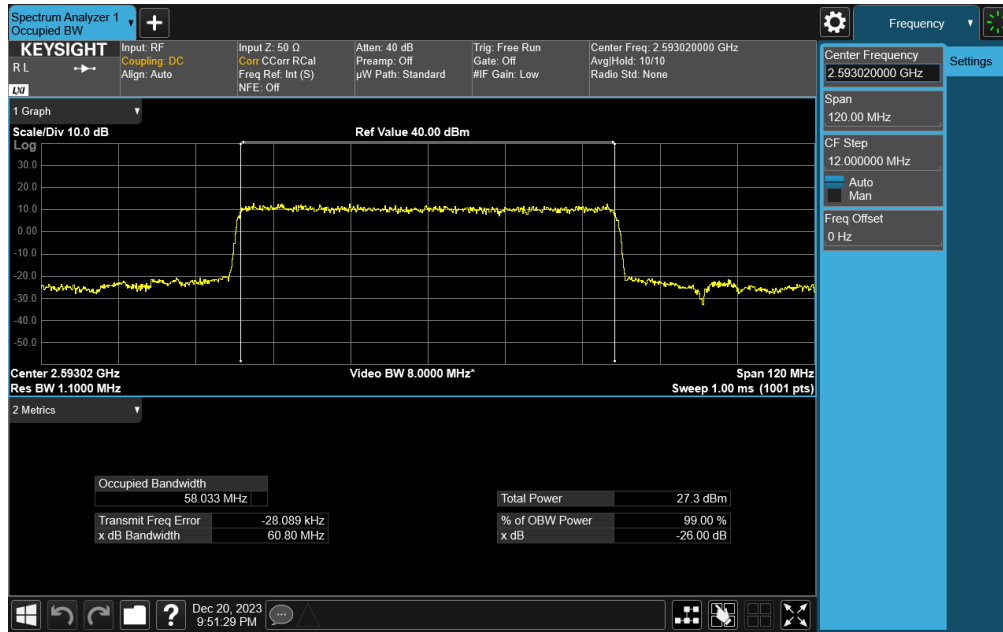 Spectrum Analyzer 1
Occupied BW
Frequency
KEYSIGHT
R L
LXI
Input: RF
Coupling: DC
Align: Auto
Input Z: 50 Ω
Corr CCorr RCal
Freq Ref: Int (S)
NFE: Off
Atten: 40 dB
Preamp: Off
µW Path: Standard
Trig: Free Run
Gate: Off
#IF Gain: Low
Center Freq: 2.593020000 GHz
Avg|Hold: 10/10
Radio Std: None
Center Frequency
2.593020000 GHz
Settings
Span
120.00 MHz
CF Step
12.000000 MHz
Auto
Man
Freq Offset
0 Hz
1 Graph
Scale/Div 10.0 dB
Ref Value 40.00 dBm
Log
30.0
20.0
10.0
0.00
-10.0
-20.0
-30.0
-40.0
-50.0
Center 2.59302 GHz
Video BW 8.0000 MHz*
Span 120 MHz
Res BW 1.1000 MHz
Sweep 1.00 ms (1001 pts)
2 Metrics
Occupied Bandwidth
58.033 MHz
Total Power 27.3 dBm
Transmit Freq Error -28.089 kHz
% of OBW Power 99.00 %
x dB Bandwidth 60.80 MHz
x dB -26.00 dB
Dec 20, 2023
9:51:29 PM